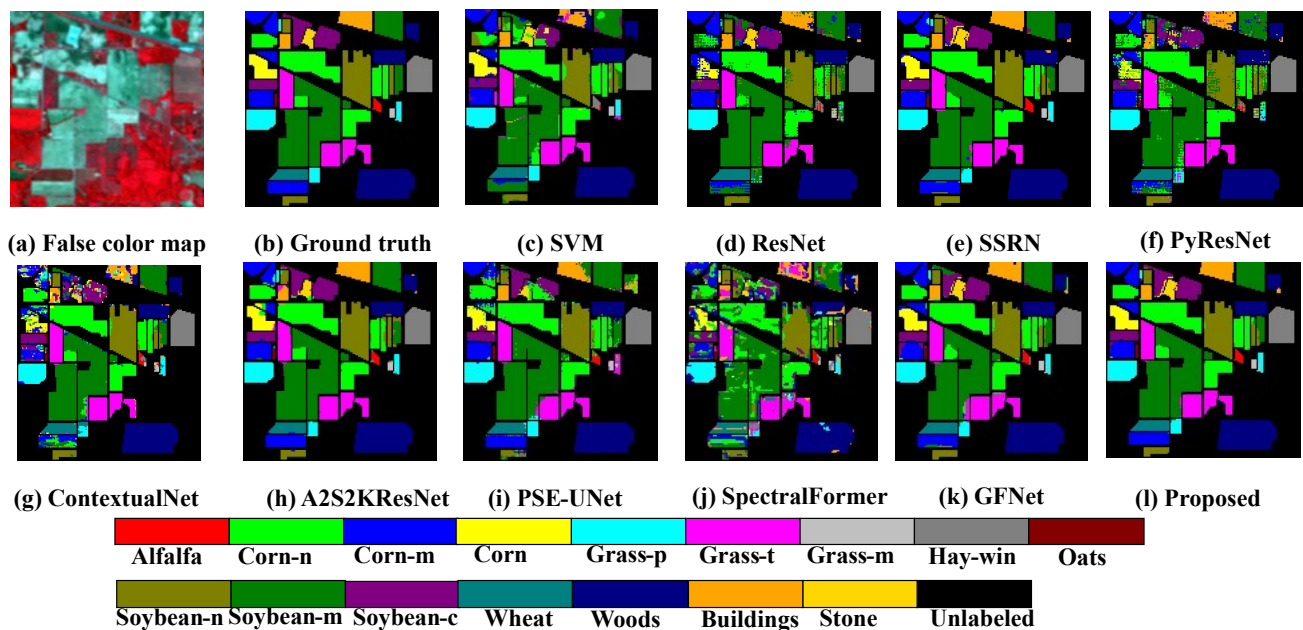 (a) False color map (b) Ground truth (c) SVM (d) ResNet (e) SSRN (f) PyResNet
(g) ContextualNet (h) A2S2KResNet (i) PSE-UNet (j) SpectralFormer (k) GFNet (l) Proposed
Alfalfa Corn-n Corn-m Corn Grass-p Grass-t Grass-m Hay-win Oats
Soybean-n Soybean-m Soybean-c Wheat Woods Buildings Stone Unlabeled